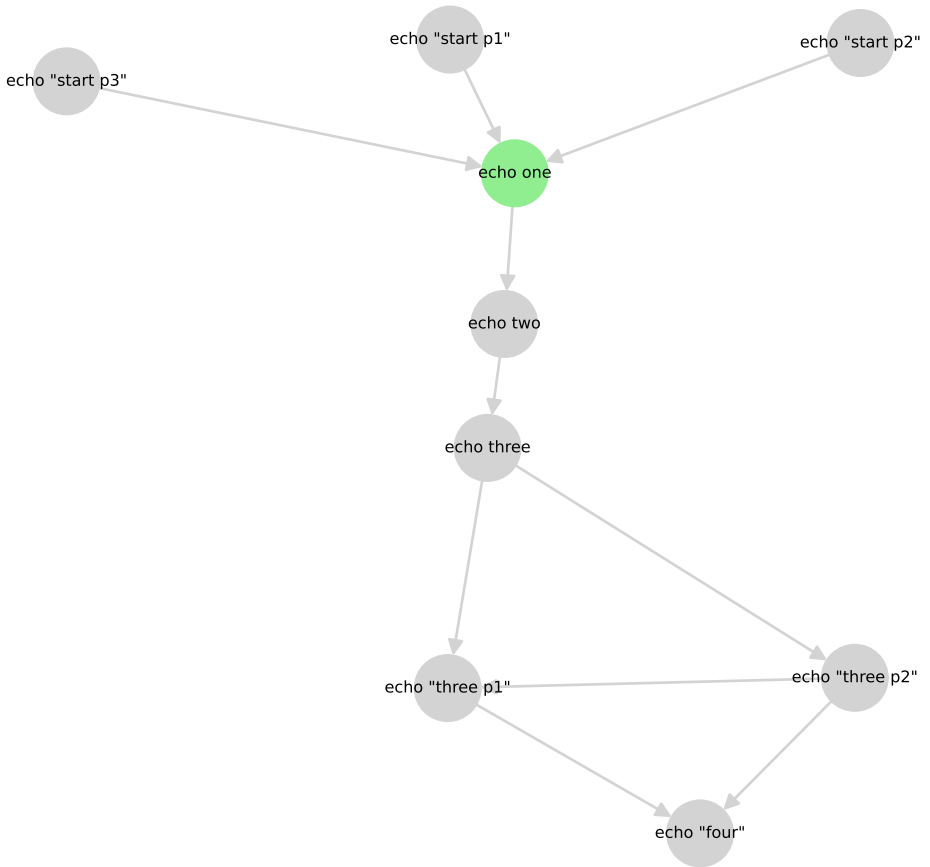 echo "start p1"
echo "start p2"
echo "start p3"
echo one
echo two
echo three
echo "three p2"
echo "three p1"
echo "four"